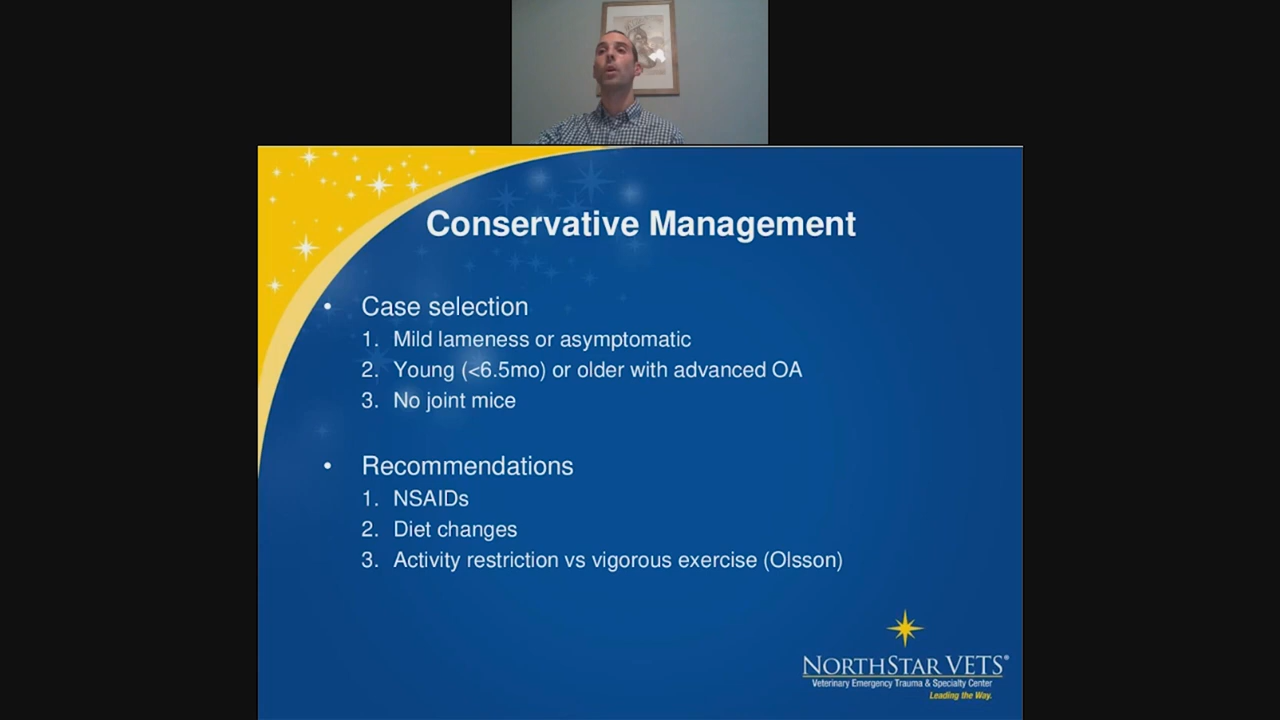 Conservative Management
• Case selection
1. Mild lameness or asymptomatic
2. Young (<6.5mo) or older with advanced OA
3. No joint mice
• Recommendations
1. NSAIDs
2. Diet changes
3. Activity restriction vs vigorous exercise (Olsson)
NORTHSTAR VETS®
Veterinary Emergency Trauma & Specialty Center
Leading the Way.